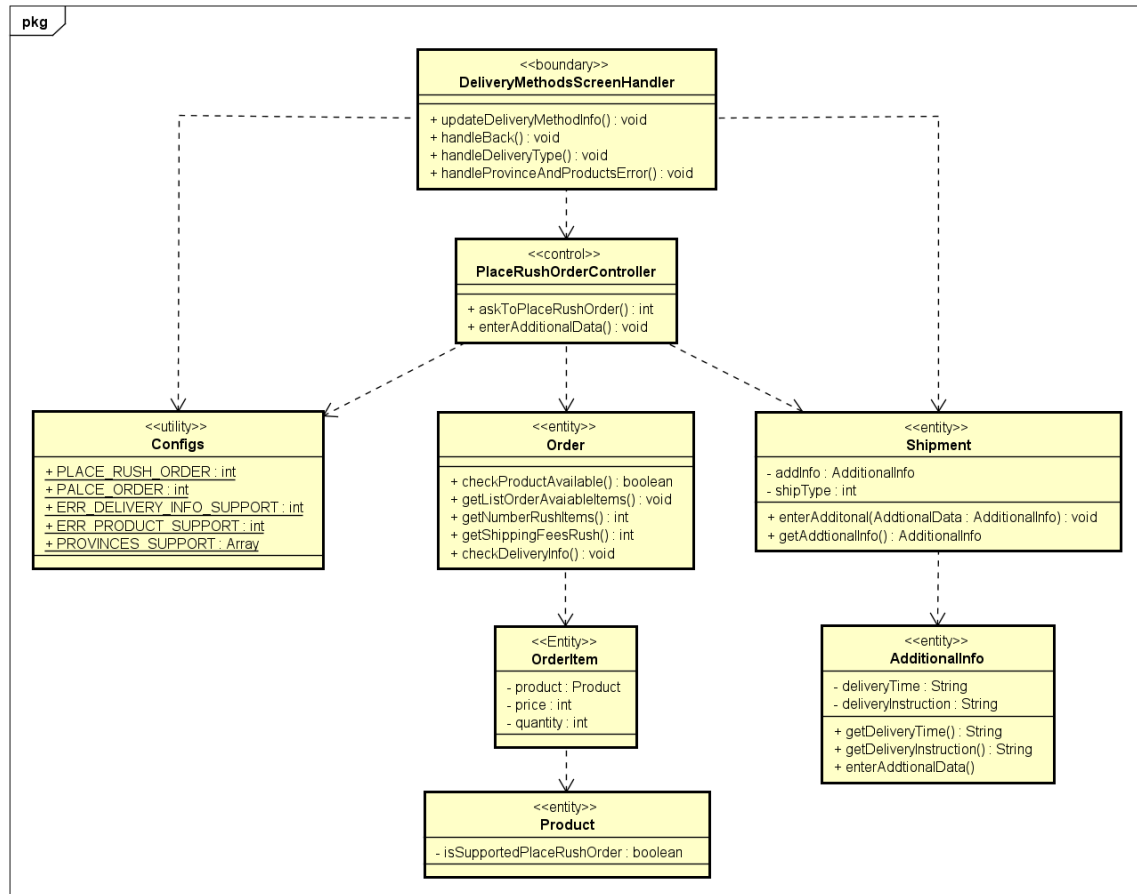 pkg
<<boundary>>
DeliveryMethodsScreenHandler
+ updateDeliveryMethodInfo() : void
+ handleBack() : void
+ handleDeliveryType() : void
+ handleProvinceAndProductsError() : void
<<control>>
PlaceRushOrderController
+ askToPlaceRushOrder() : int
+ enterAdditionalData() : void
<<utility>>
Configs
+ PLACE_RUSH_ORDER : int
+ PALCE_ORDER : int
+ ERR_DELIVERY_INFO_SUPPORT : int
+ ERR_PRODUCT_SUPPORT : int
+ PROVINCES_SUPPORT : Array
<<entity>>
Order
+ checkProductAvailable() : boolean
+ getListOrderAvaiableItems() : void
+ getNumberRushItems() : int
+ getShippingFeesRush() : int
+ checkDeliveryInfo() : void
<<entity>>
Shipment
- addInfo : AdditionalInfo
- shipType : int
+ enterAdditonal(AddtionalData : AdditionalInfo) : void
+ getAddtionalInfo() : AdditionalInfo
<<Entity>>
OrderItem
- product : Product
- price : int
- quantity : int
<<entity>>
AdditionalInfo
- deliveryTime : String
- deliveryInstruction : String
+ getDeliveryTime() : String
+ getDeliveryInstruction() : String
+ enterAddtionalData()
<<entity>>
Product
- isSupportedPlaceRushOrder : boolean